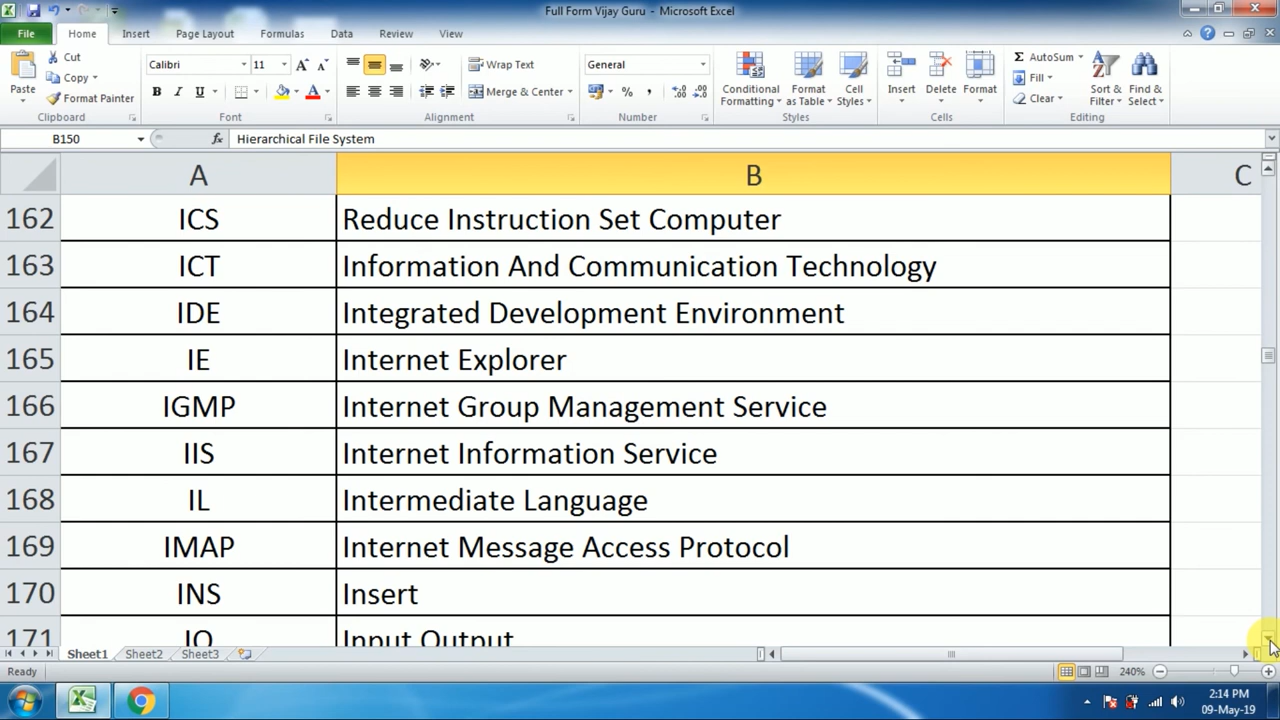 Full Form Vijay Guru - Microsoft Excel
File Home Insert Page Layout Formulas Data Review View
Paste
Cut
Copy
Format Painter
Clipboard
Calibri 11
A A
B I U A
Font
Wrap Text
Merge & Center
Alignment
General
% ,
Number
Conditional Formatting
Format as Table
Cell Styles
Styles
Insert Delete Format
Cells
Σ AutoSum
Fill
Clear
Sort & Filter
Find & Select
Editing
B150 fx Hierarchical File System
A B C
162 ICS Reduce Instruction Set Computer
163 ICT Information And Communication Technology
164 IDE Integrated Development Environment
165 IE Internet Explorer
166 IGMP Internet Group Management Service
167 IIS Internet Information Service
168 IL Intermediate Language
169 IMAP Internet Message Access Protocol
170 INS Insert
171 IO Input Output
Sheet1 Sheet2 Sheet3
Ready 240%
2:14 PM
09-May-19